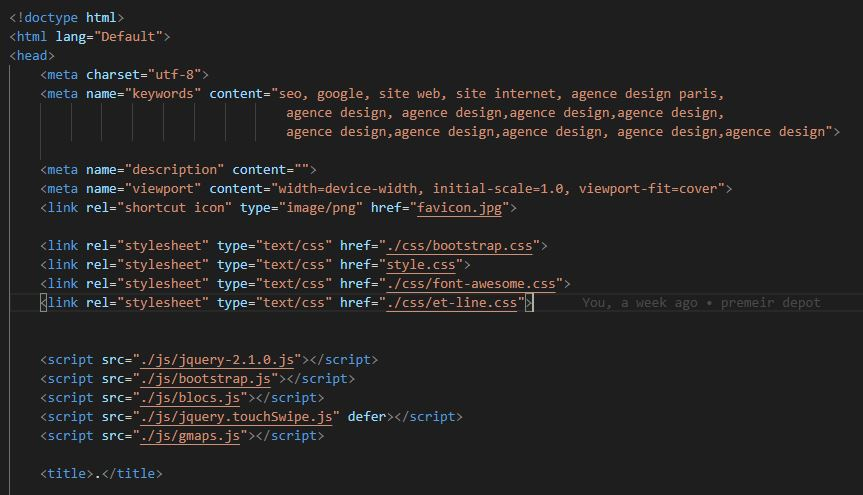 <!doctype html>
<html lang="Default">
<head>
    <meta charset="utf-8">
    <meta name="keywords" content="seo, google, site web, site internet, agence design paris,
                                agence design, agence design,agence design,agence design,
                                agence design,agence design,agence design, agence design,agence design">
    <meta name="description" content="">
    <meta name="viewport" content="width=device-width, initial-scale=1.0, viewport-fit=cover">
    <link rel="shortcut icon" type="image/png" href="favicon.jpg">
    <link rel="stylesheet" type="text/css" href="./css/bootstrap.css">
    <link rel="stylesheet" type="text/css" href="style.css">
    <link rel="stylesheet" type="text/css" href="./css/font-awesome.css">
    <link rel="stylesheet" type="text/css" href="./css/et-line.css">      You, a week ago • premeir depot
    <script src="./js/jquery-2.1.0.js"></script>
    <script src="./js/bootstrap.js"></script>
    <script src="./js/blocs.js"></script>
    <script src="./js/jquery.touchSwipe.js" defer></script>
    <script src="./js/gmaps.js"></script>
    <title>.</title>